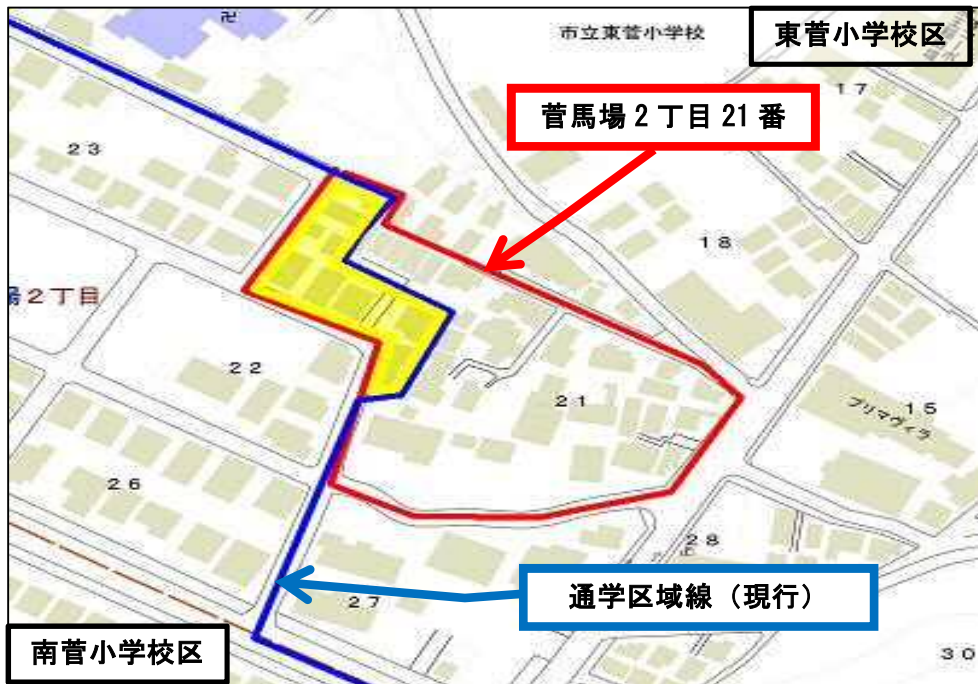 卍
市立東菅小学校
東菅小学校区
17
菅馬場2丁目21番
23
18
場2丁目
22
21
プリマヴィラ
15
26
28
27
通学区域線（現行）
南菅小学校区
30